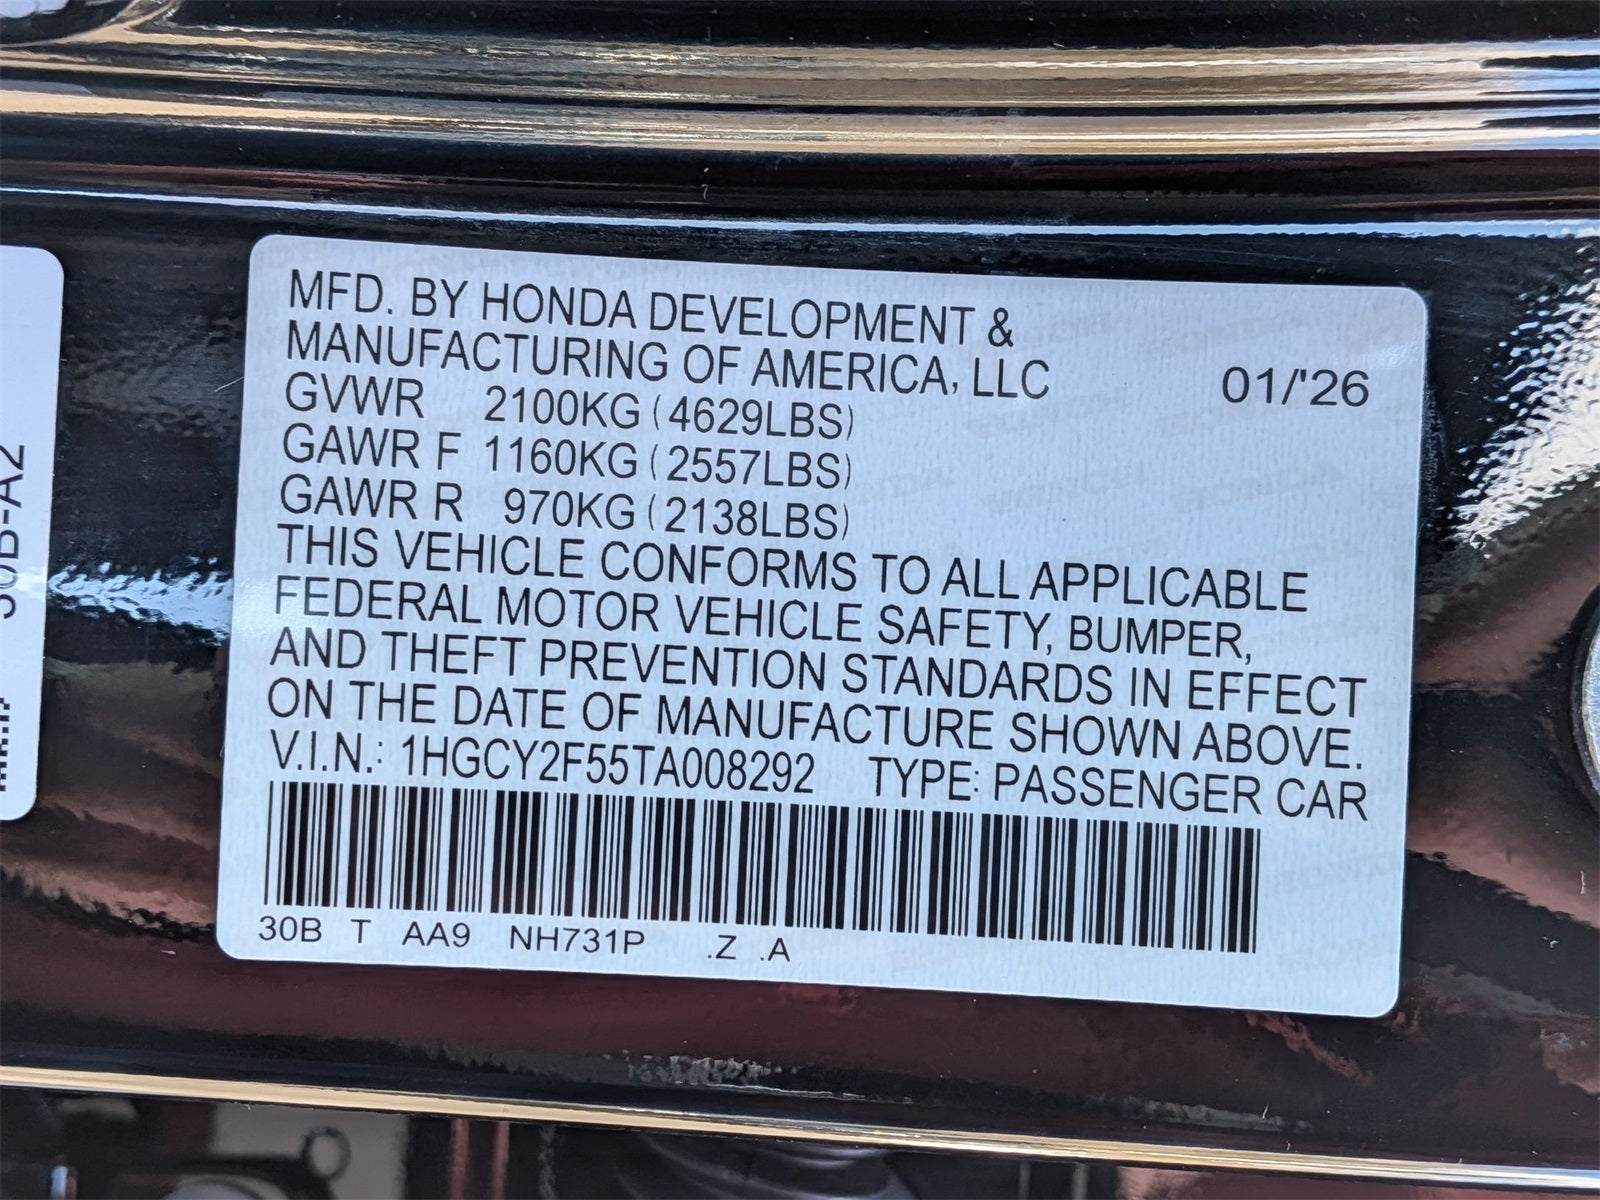 MFD. BY HONDA DEVELOPMENT &
MANUFACTURING OF AMERICA, LLC 01/'26
GVWR 2100KG (4629LBS)
GAWR F 1160KG (2557LBS)
GAWR R 970KG (2138LBS)
THIS VEHICLE CONFORMS TO ALL APPLICABLE
FEDERAL MOTOR VEHICLE SAFETY, BUMPER,
AND THEFT PREVENTION STANDARDS IN EFFECT
ON THE DATE OF MANUFACTURE SHOWN ABOVE.
V.I.N.: 1HGCY2F55TA008292 TYPE: PASSENGER CAR
30B T AA9 NH731P .Z .A
30B-A2